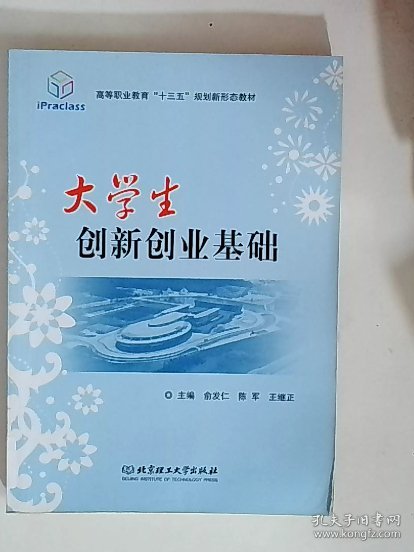 iPraclass
高等职业教育“十三五”规划新形态教材
大学生
创新创业基础
主编 俞发仁 陈军 王继正
北京理工大学出版社
BEIJING INSTITUTE OF TECHNOLOGY PRESS
孔夫子旧书网
www.kongfz.com